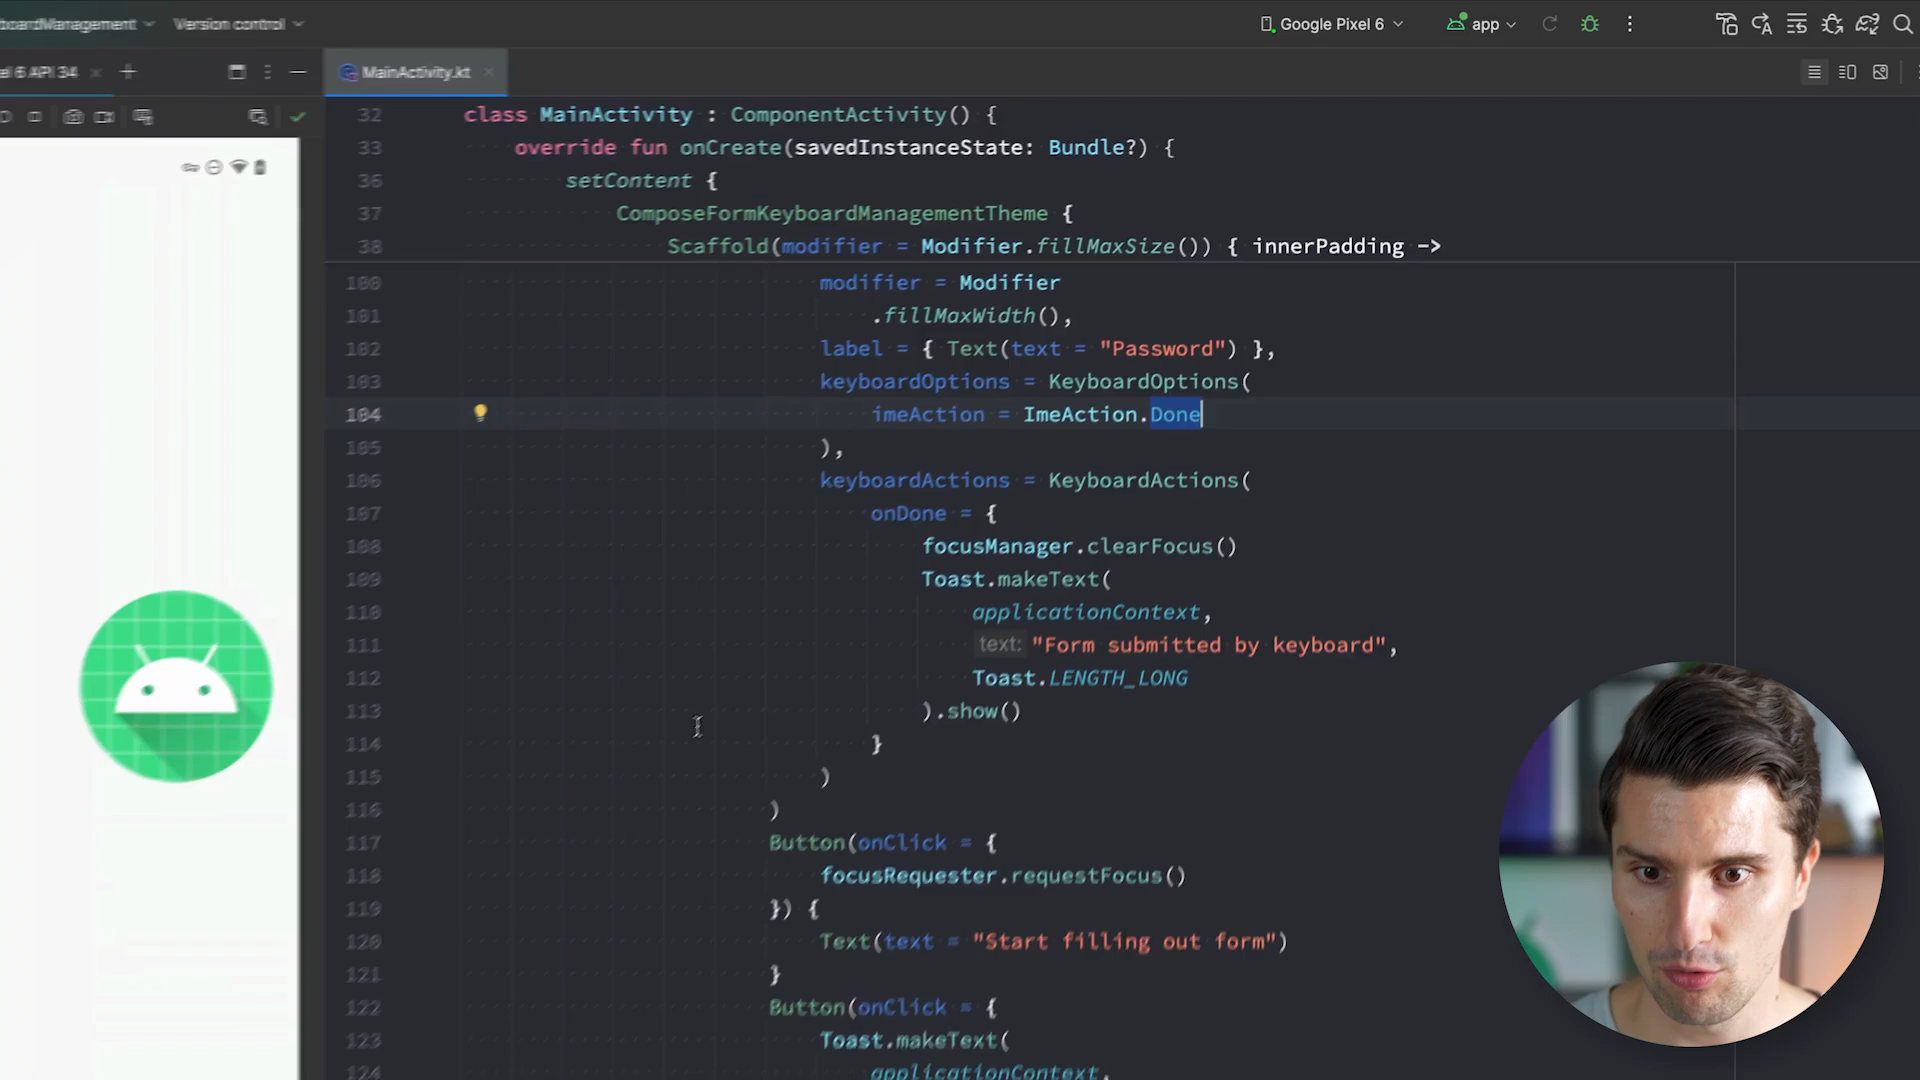 boardManagement Version control Google Pixel 6 app
el 6 API 34 MainActivity.kt
32 class MainActivity : ComponentActivity() {
33 override fun onCreate(savedInstanceState: Bundle?) {
36 setContent {
37 ComposeFormKeyboardManagementTheme {
38 Scaffold(modifier = Modifier.fillMaxSize()) { innerPadding ->
100 modifier = Modifier
101 .fillMaxWidth(),
102 label = { Text(text = "Password") },
103 keyboardOptions = KeyboardOptions(
104 imeAction = ImeAction.Done
105 ),
106 keyboardActions = KeyboardActions(
107 onDone = {
108 focusManager.clearFocus()
109 Toast.makeText(
110 applicationContext,
111 text: "Form submitted by keyboard",
112 Toast.LENGTH_LONG
113 ).show()
114 }
115 )
116 )
117 Button(onClick = {
118 focusRequester.requestFocus()
119 }) {
120 Text(text = "Start filling out form")
121 }
122 Button(onClick = {
123 Toast.makeText(
124 applicationContext,